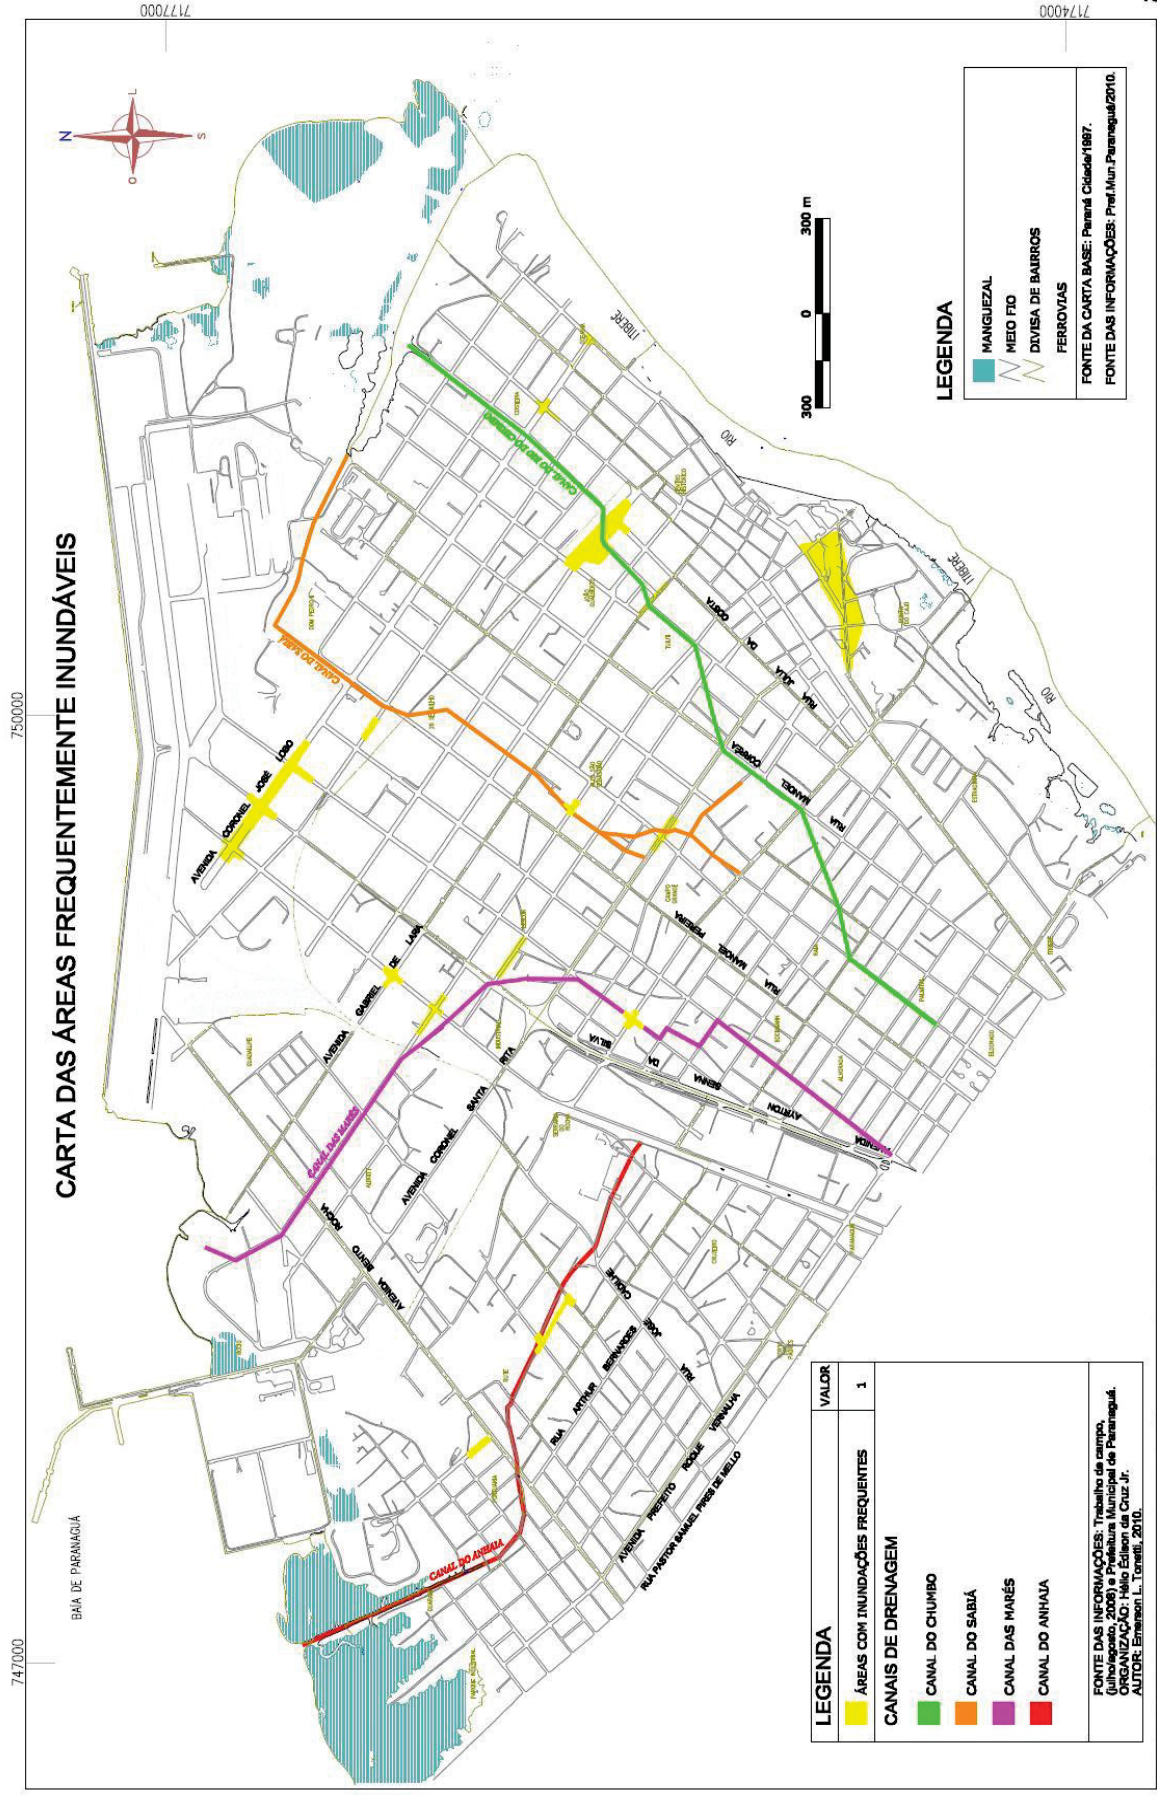 CARTA DAS ÁREAS FREQUENTEMENTE INUNDÁVEIS
7177000
7174000
747000
750000
N
S
O
L
BAÍA DE PARANAGUÁ
AVENIDA CORONEL JOSÉ LOBO
AVENIDA GABRIEL DE LARA
AVENIDA CORONEL SANTA RITA
AVENIDA BENTO ROCHA
AVENIDA AYRTON SENNA DA SILVA
RUA MANOEL PEREIRA
RUA MANOEL CORRÊA
RUA JÚLIA DA COSTA
RUA ARTHUR BERNARDES
RUA JOSÉ CADILHE
AVENIDA PREFEITO ROQUE VERNALHA
RUA PASTOR SAMUEL PIRES DE MELLO
CANAL DO ANHAIA
CANAL DAS MARÉS
CANAL DO SABIÁ
CANAL DO RIO DO CHUMBO
RIO
ITIBERÊ
RIO
ITIBERÊ
300
0
300 m
LEGENDA
MANGUEZAL
MEIO FIO
DIVISA DE BAIRROS
FERROVIAS
FONTE DA CARTA BASE: Paraná Cidade/1997.
FONTE DAS INFORMAÇÕES: Pref.Mun.Paranaguá/2010.
LEGENDA
VALOR
ÁREAS COM INUNDAÇÕES FREQUENTES
1
CANAIS DE DRENAGEM
CANAL DO CHUMBO
CANAL DO SABIÁ
CANAL DAS MARÉS
CANAL DO ANHAIA
FONTE DAS INFORMAÇÕES: Trabalho de campo,
(julho/agosto, 2008) e Prefeitura Municipal de Paranaguá.
ORGANIZAÇÃO: Hélio Édison da Cruz Jr.
AUTOR: Emerson L. Tonetti, 2010.